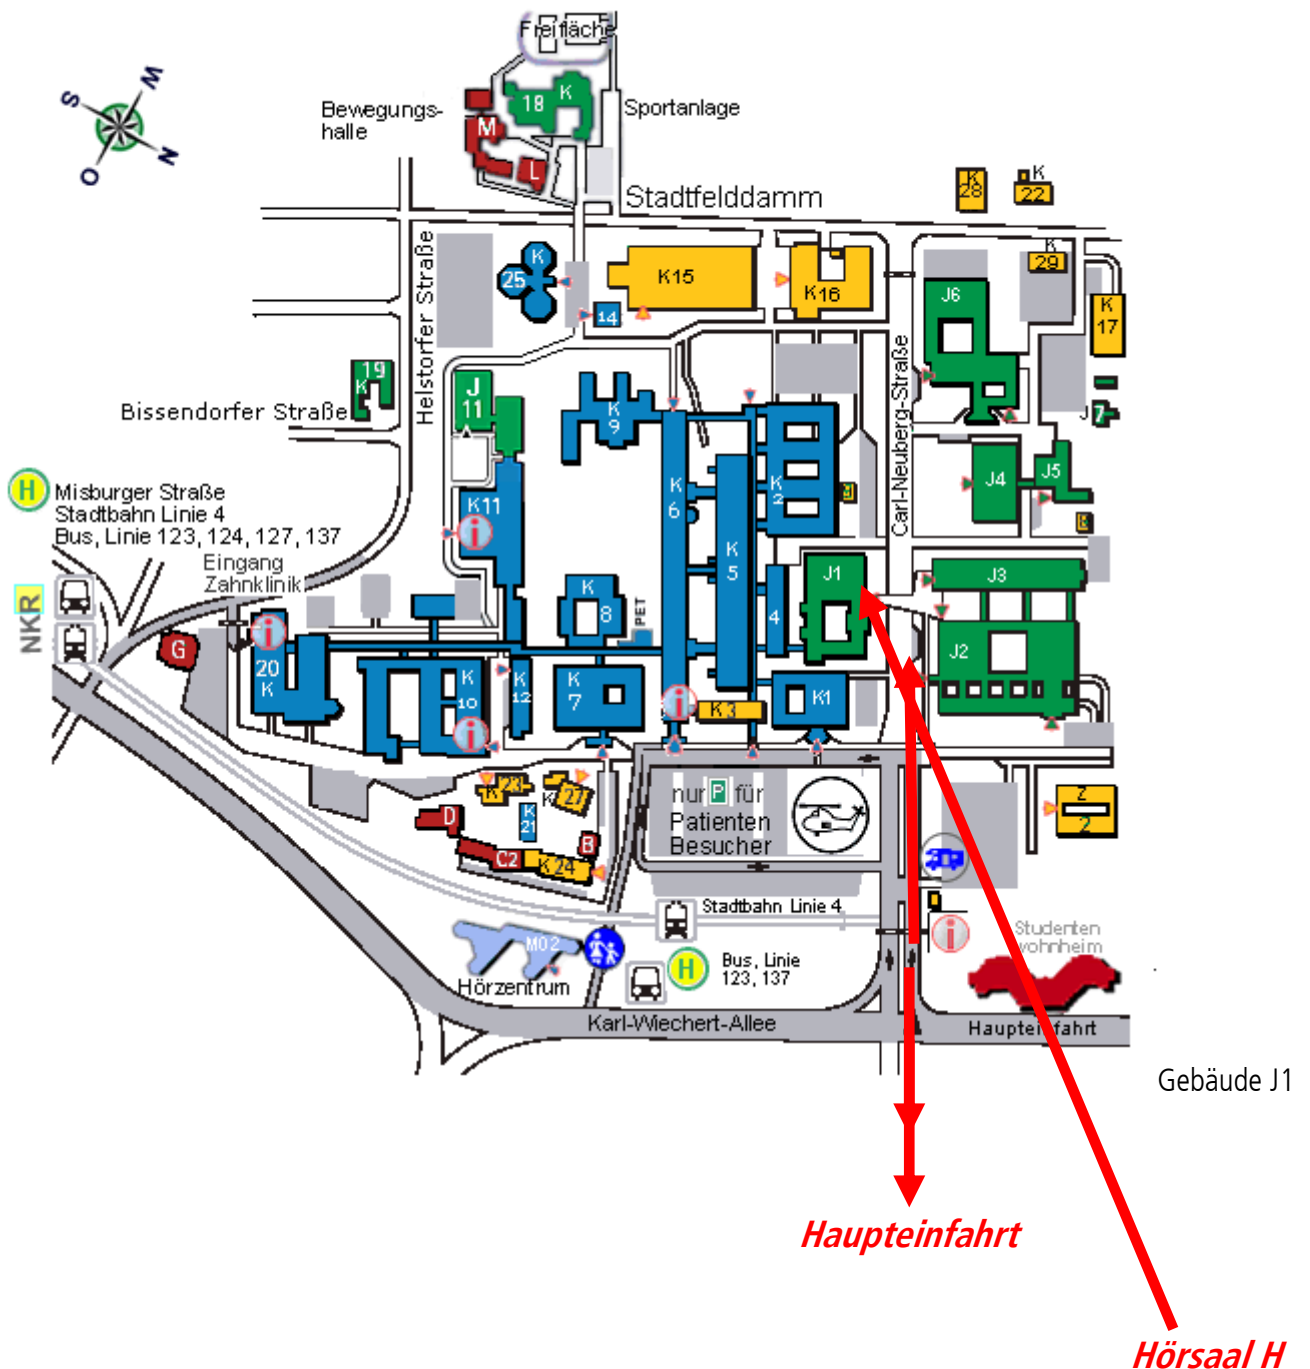 Freifläche
W
S
N
O
Bewegungs-
halle
18
K
Sportanlage
M
L
Stadtfelddamm
K
28
K
22
Helstorfer Straße
K
25
K15
K16
K
29
14
J6
K
17
Carl-Neuberg-Straße
19
K
J
11
K
9
Bissendorfer Straße
J
7
H
Misburger Straße
Stadtbahn Linie 4
Bus, Linie 123, 124, 127, 137
K11
i
K
6
K
2
K
5
J4
J5
Eingang
Zahnklinik
NKR
J1
J3
K
8
PET
4
i
G
20
K
K
10
K
12
K
7
i
K3
K1
J2
i
nur P für
Patienten
Besucher
K
23
K
27
K
21
D
B
C2
K24
Z
2
Stadtbahn Linie 4
i
Studenten
wohnheim
M02
Hörzentrum
H
Bus, Linie
123, 137
Karl-Wiechert-Allee
Haupteinfahrt
Gebäude J1
Haupteinfahrt
Hörsaal H